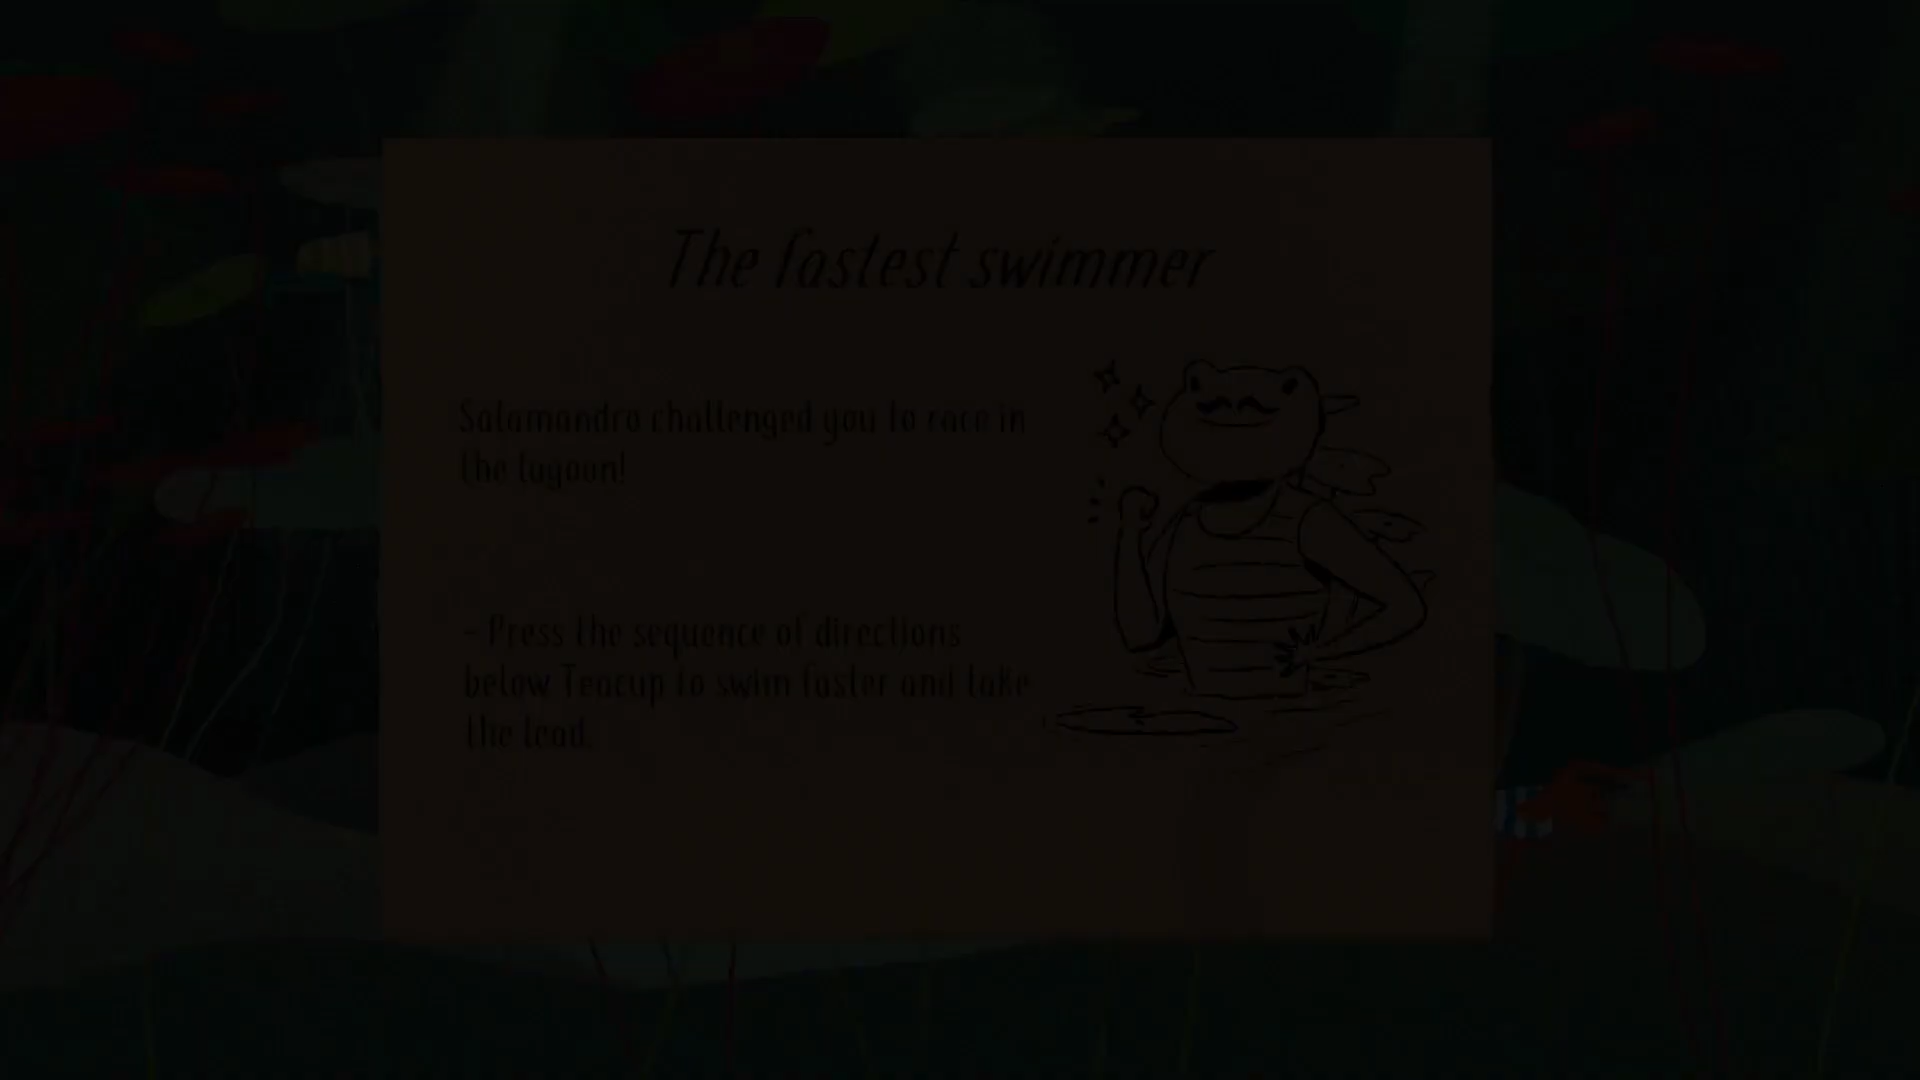 The fastest swimmer
Salamandra challenged you to race in
the lagoon!
- Press the sequence of directions
below Teacup to swim faster and take
the lead.